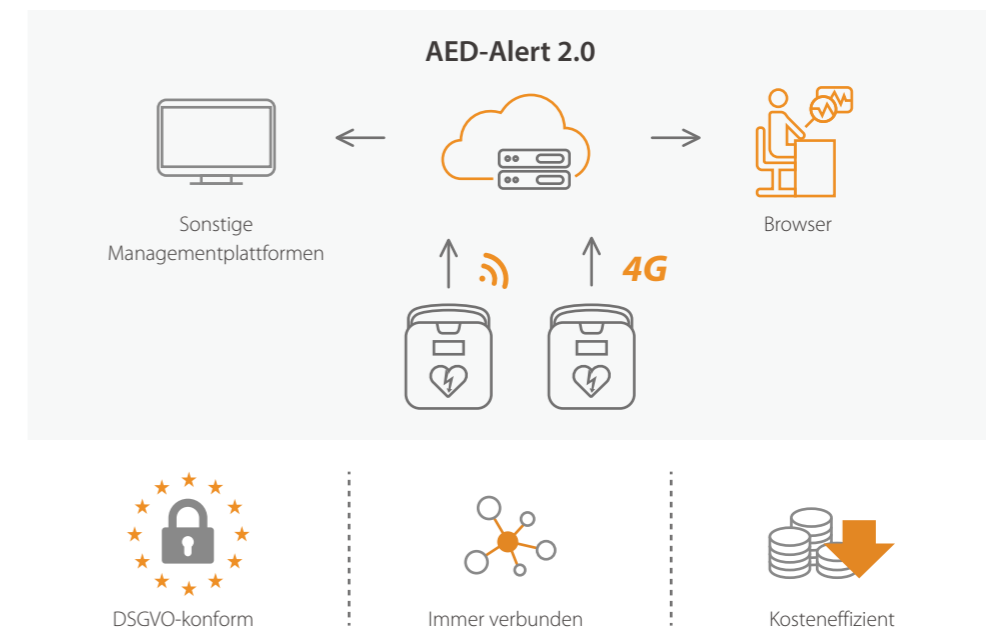 AED-Alert 2.0
Sonstige
Managementplattformen
Browser
4G
DSGVO-konform
Immer verbunden
Kosteneffizient